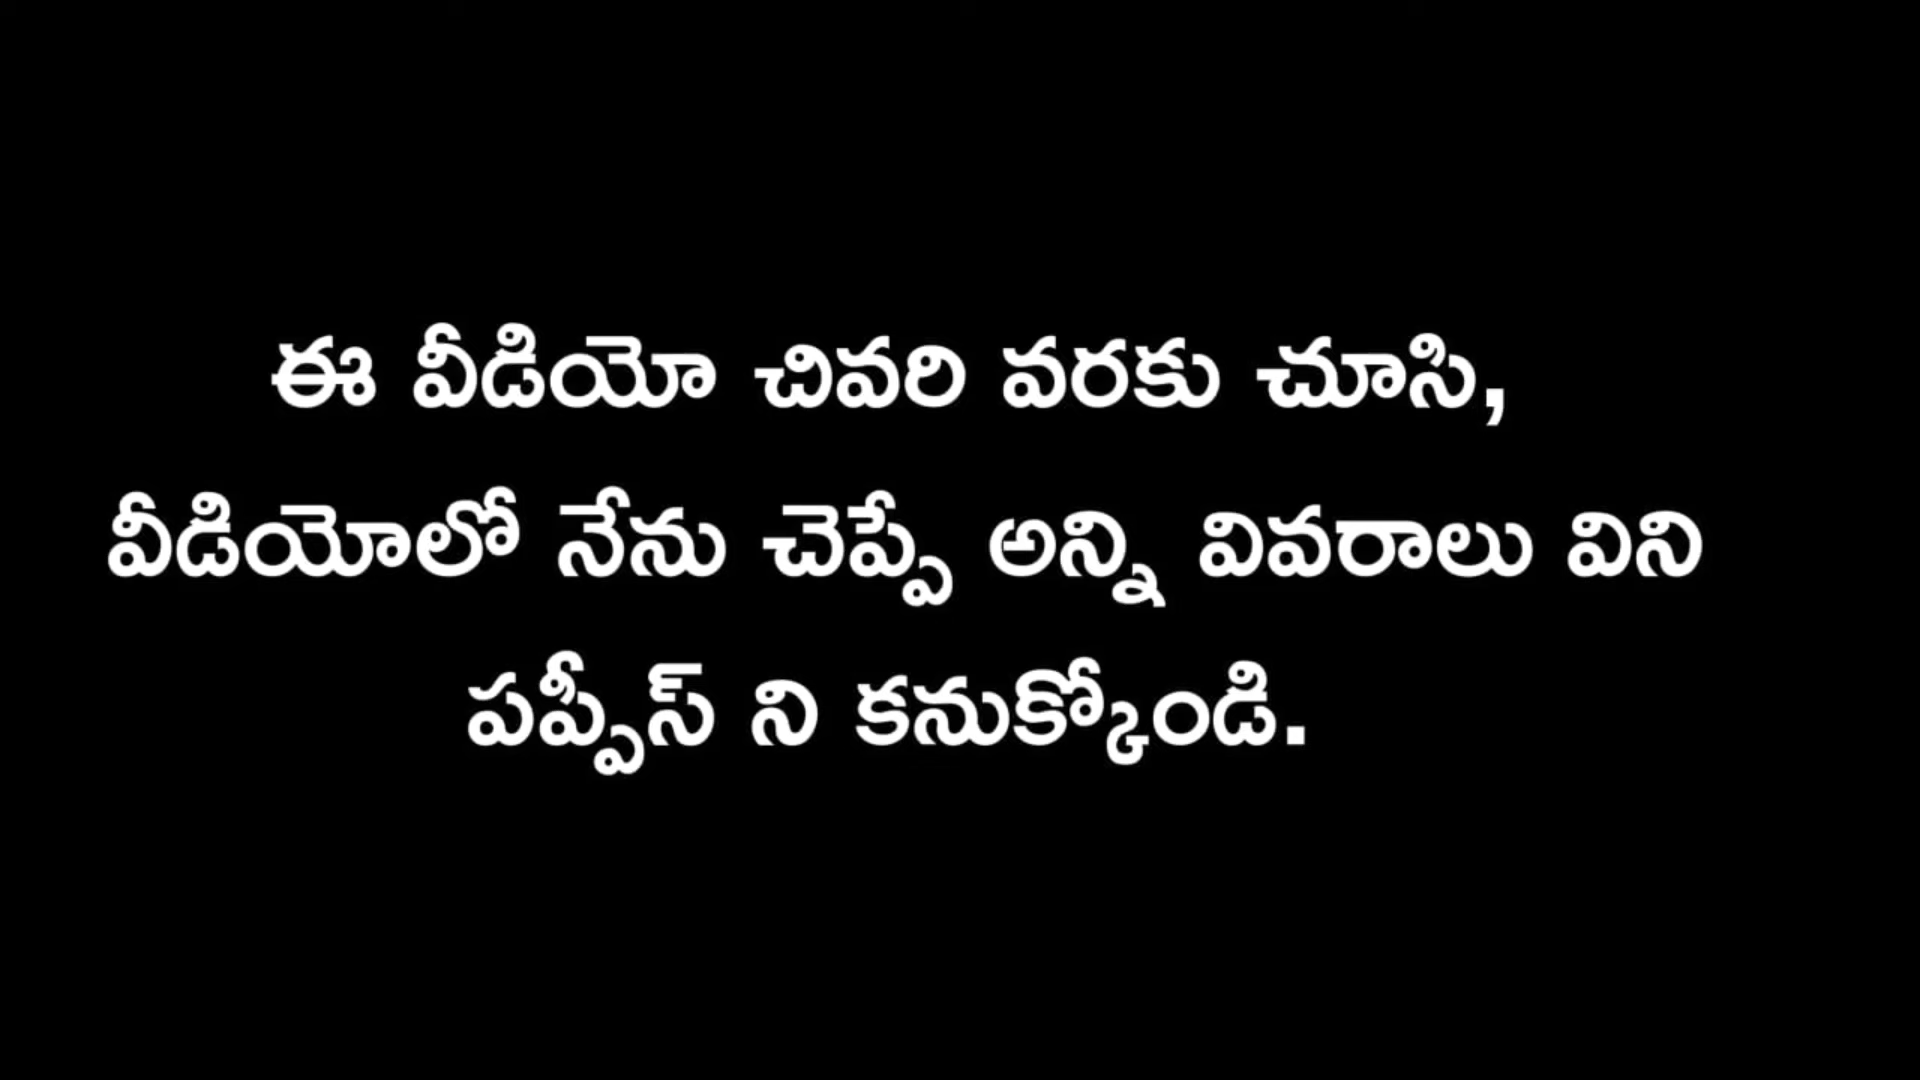 ఈ వీడియో చివరి వరకు చూసి,
వీడియోలో నేను చెప్పే అన్ని వివరాలు విని
పప్పీస్ ని కనుక్కోండి.